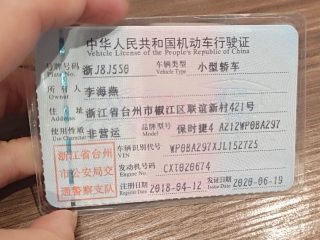 中华人民共和国机动车行驶证
Vehicle License of the People's Republic of China
号牌号码 浙J8J5S0 车辆类型 小型轿车
Plate No. Vehicle Type
所有人 李海燕
Owner
住址 浙江省台州市椒江区联谊新村421号
Address
使用性质 非营运 品牌型号 保时捷4 A212WP0BA297
Use Character Model
浙江省台州 车辆识别代号 WP0BA297XJL152725
VIN
市公安局交 发动机号码 CXT020674
Engine No.
通警察支队 注册日期 2018-04-12 发证日期 2020-06-19
Register Date Issue Date